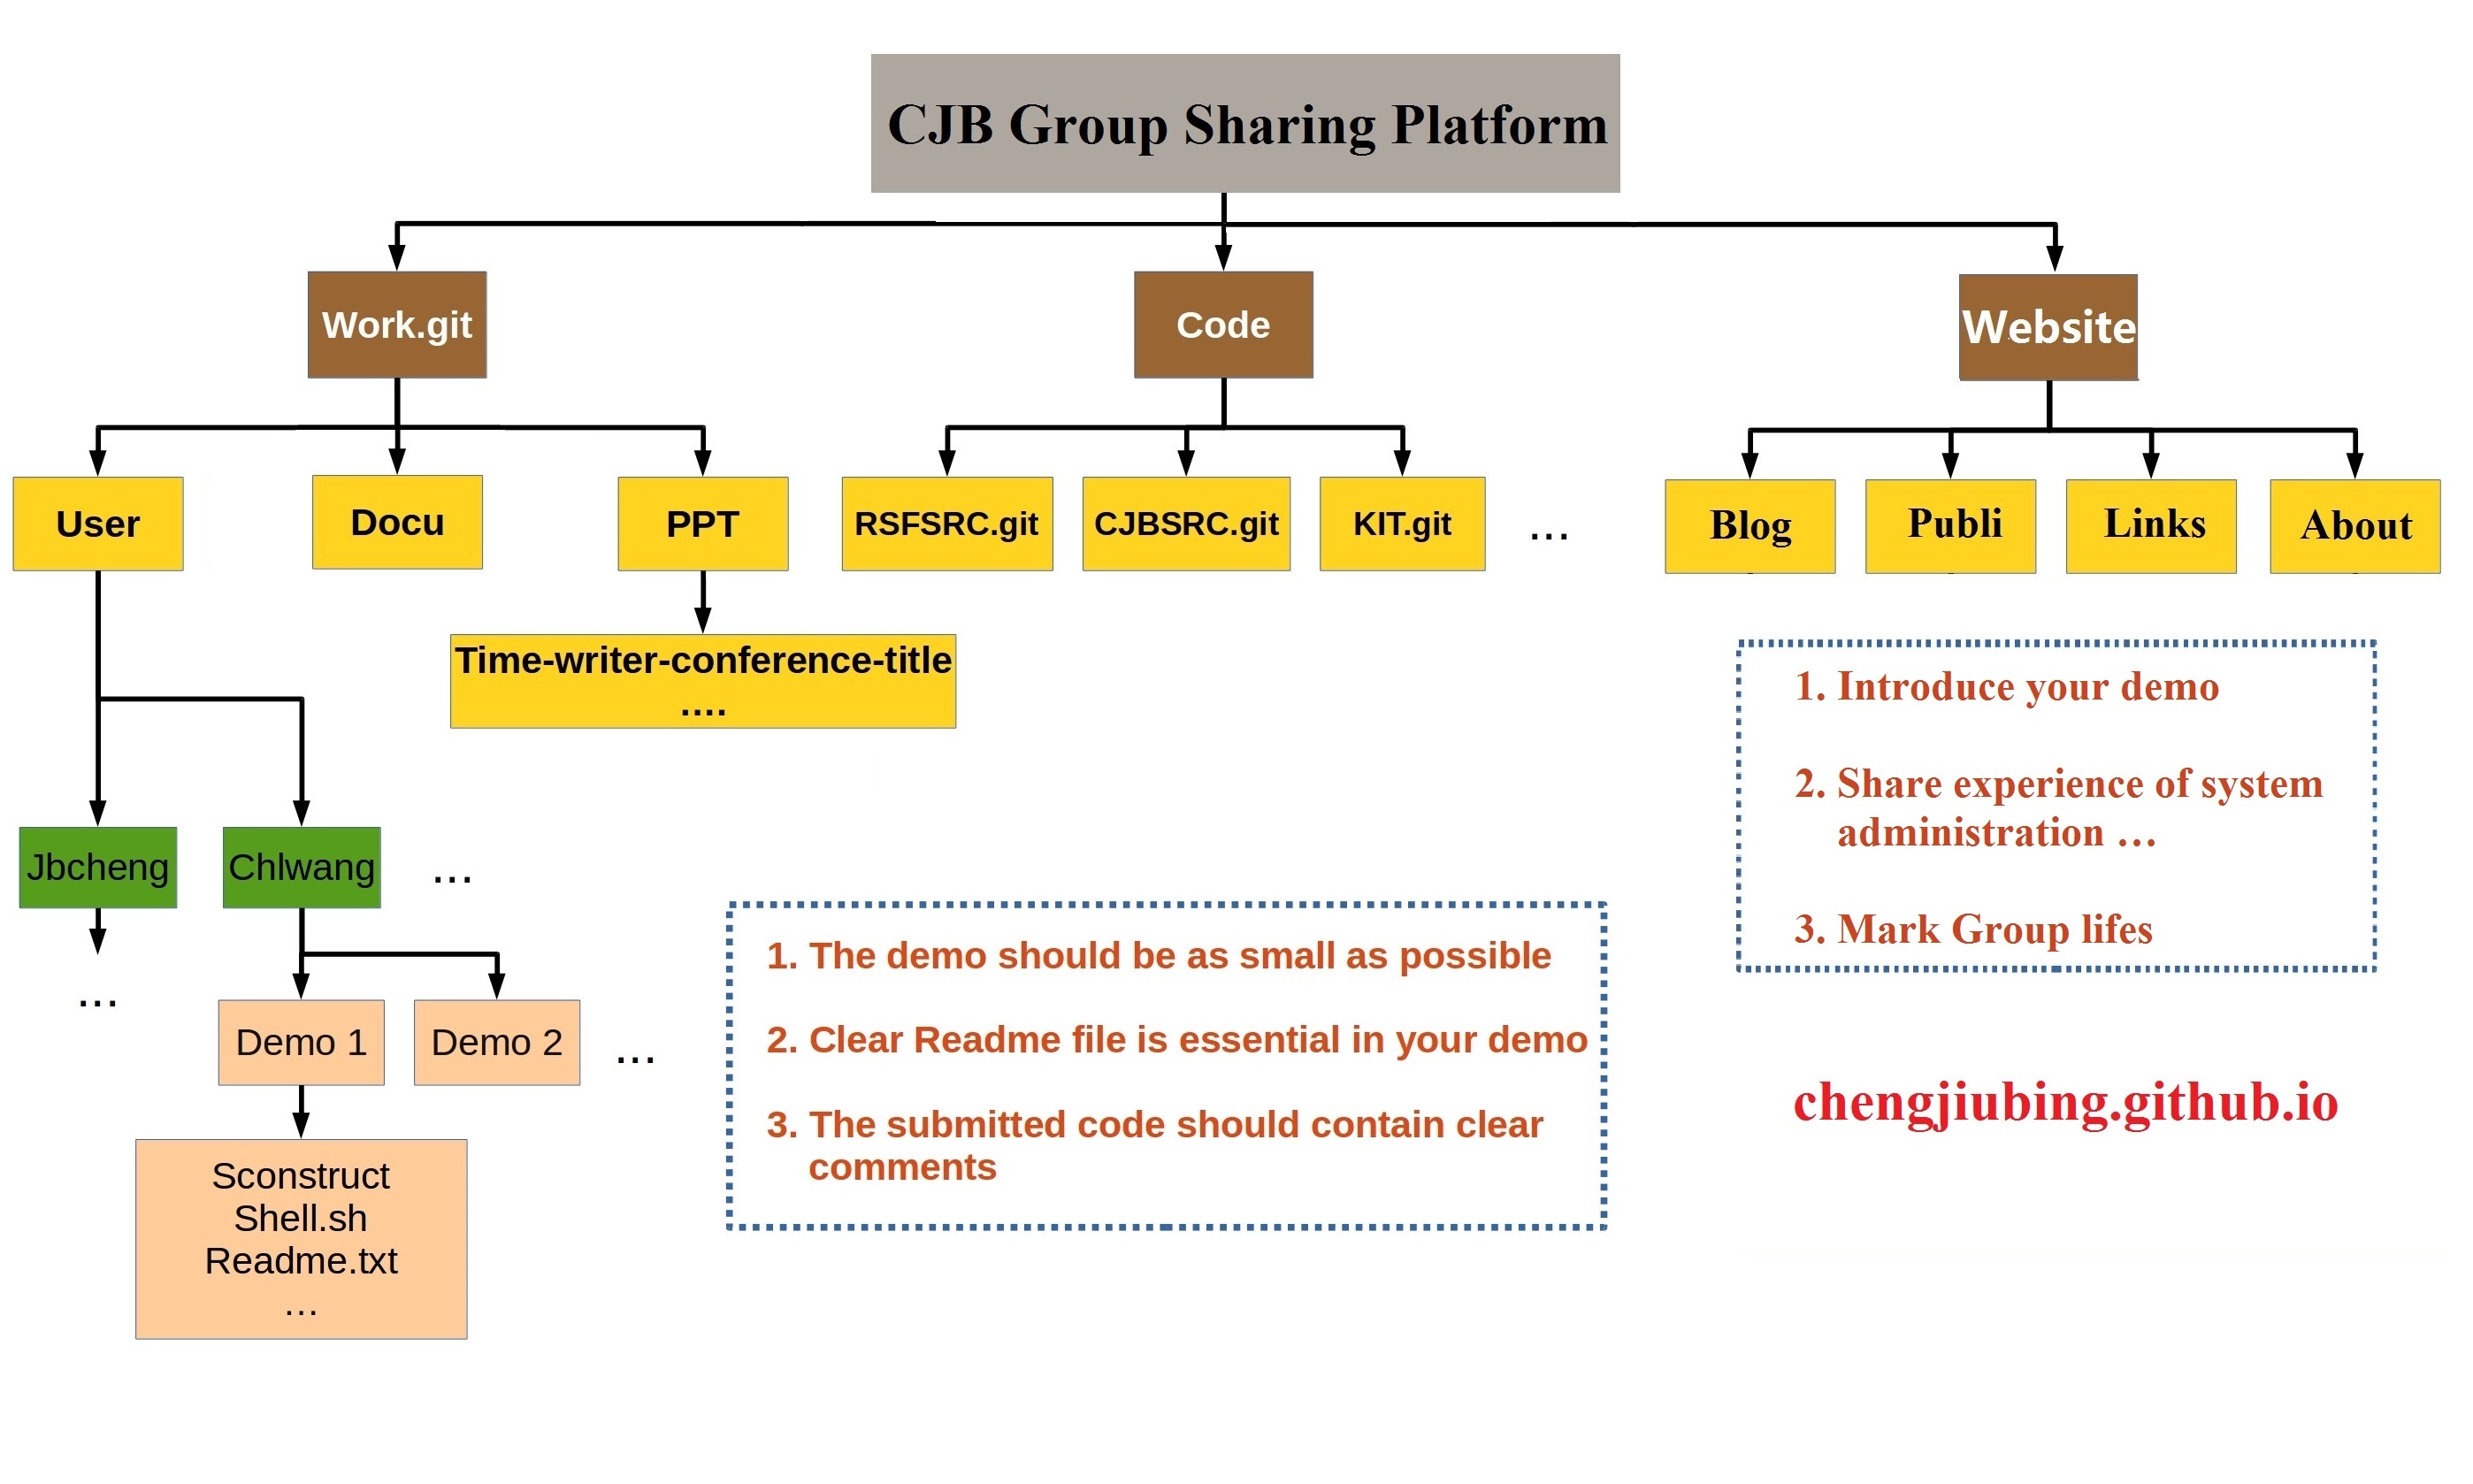 CJB Group Sharing Platform
Work.git
Code
Website
User
Docu
PPT
RSFSRC.git
CJBSRC.git
KIT.git
...
Blog
Publi
Links
About
Time-writer-conference-title
....
1. Introduce your demo
2. Share experience of system
administration ...
3. Mark Group lifes
Jbcheng
Chlwang
...
...
Demo 1
Demo 2
...
1. The demo should be as small as possible
2. Clear Readme file is essential in your demo
3. The submitted code should contain clear
comments
chengjiubing.github.io
Sconstruct
Shell.sh
Readme.txt
...